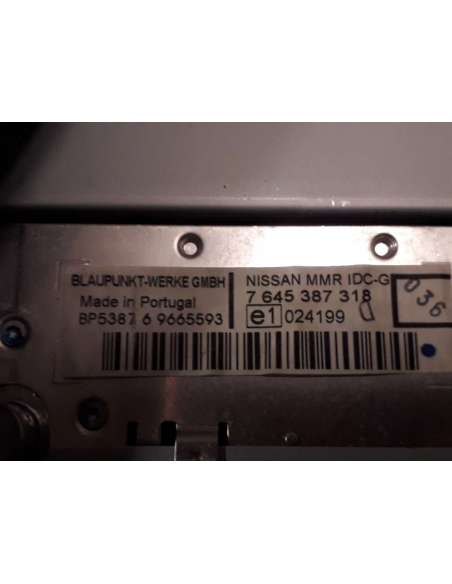 BLAUPUNKT-WERKE GMBH
Made in Portugal
BP5387 6 9665593
NISSAN MMR IDC-G
7 645 387 318
e1 024199
036